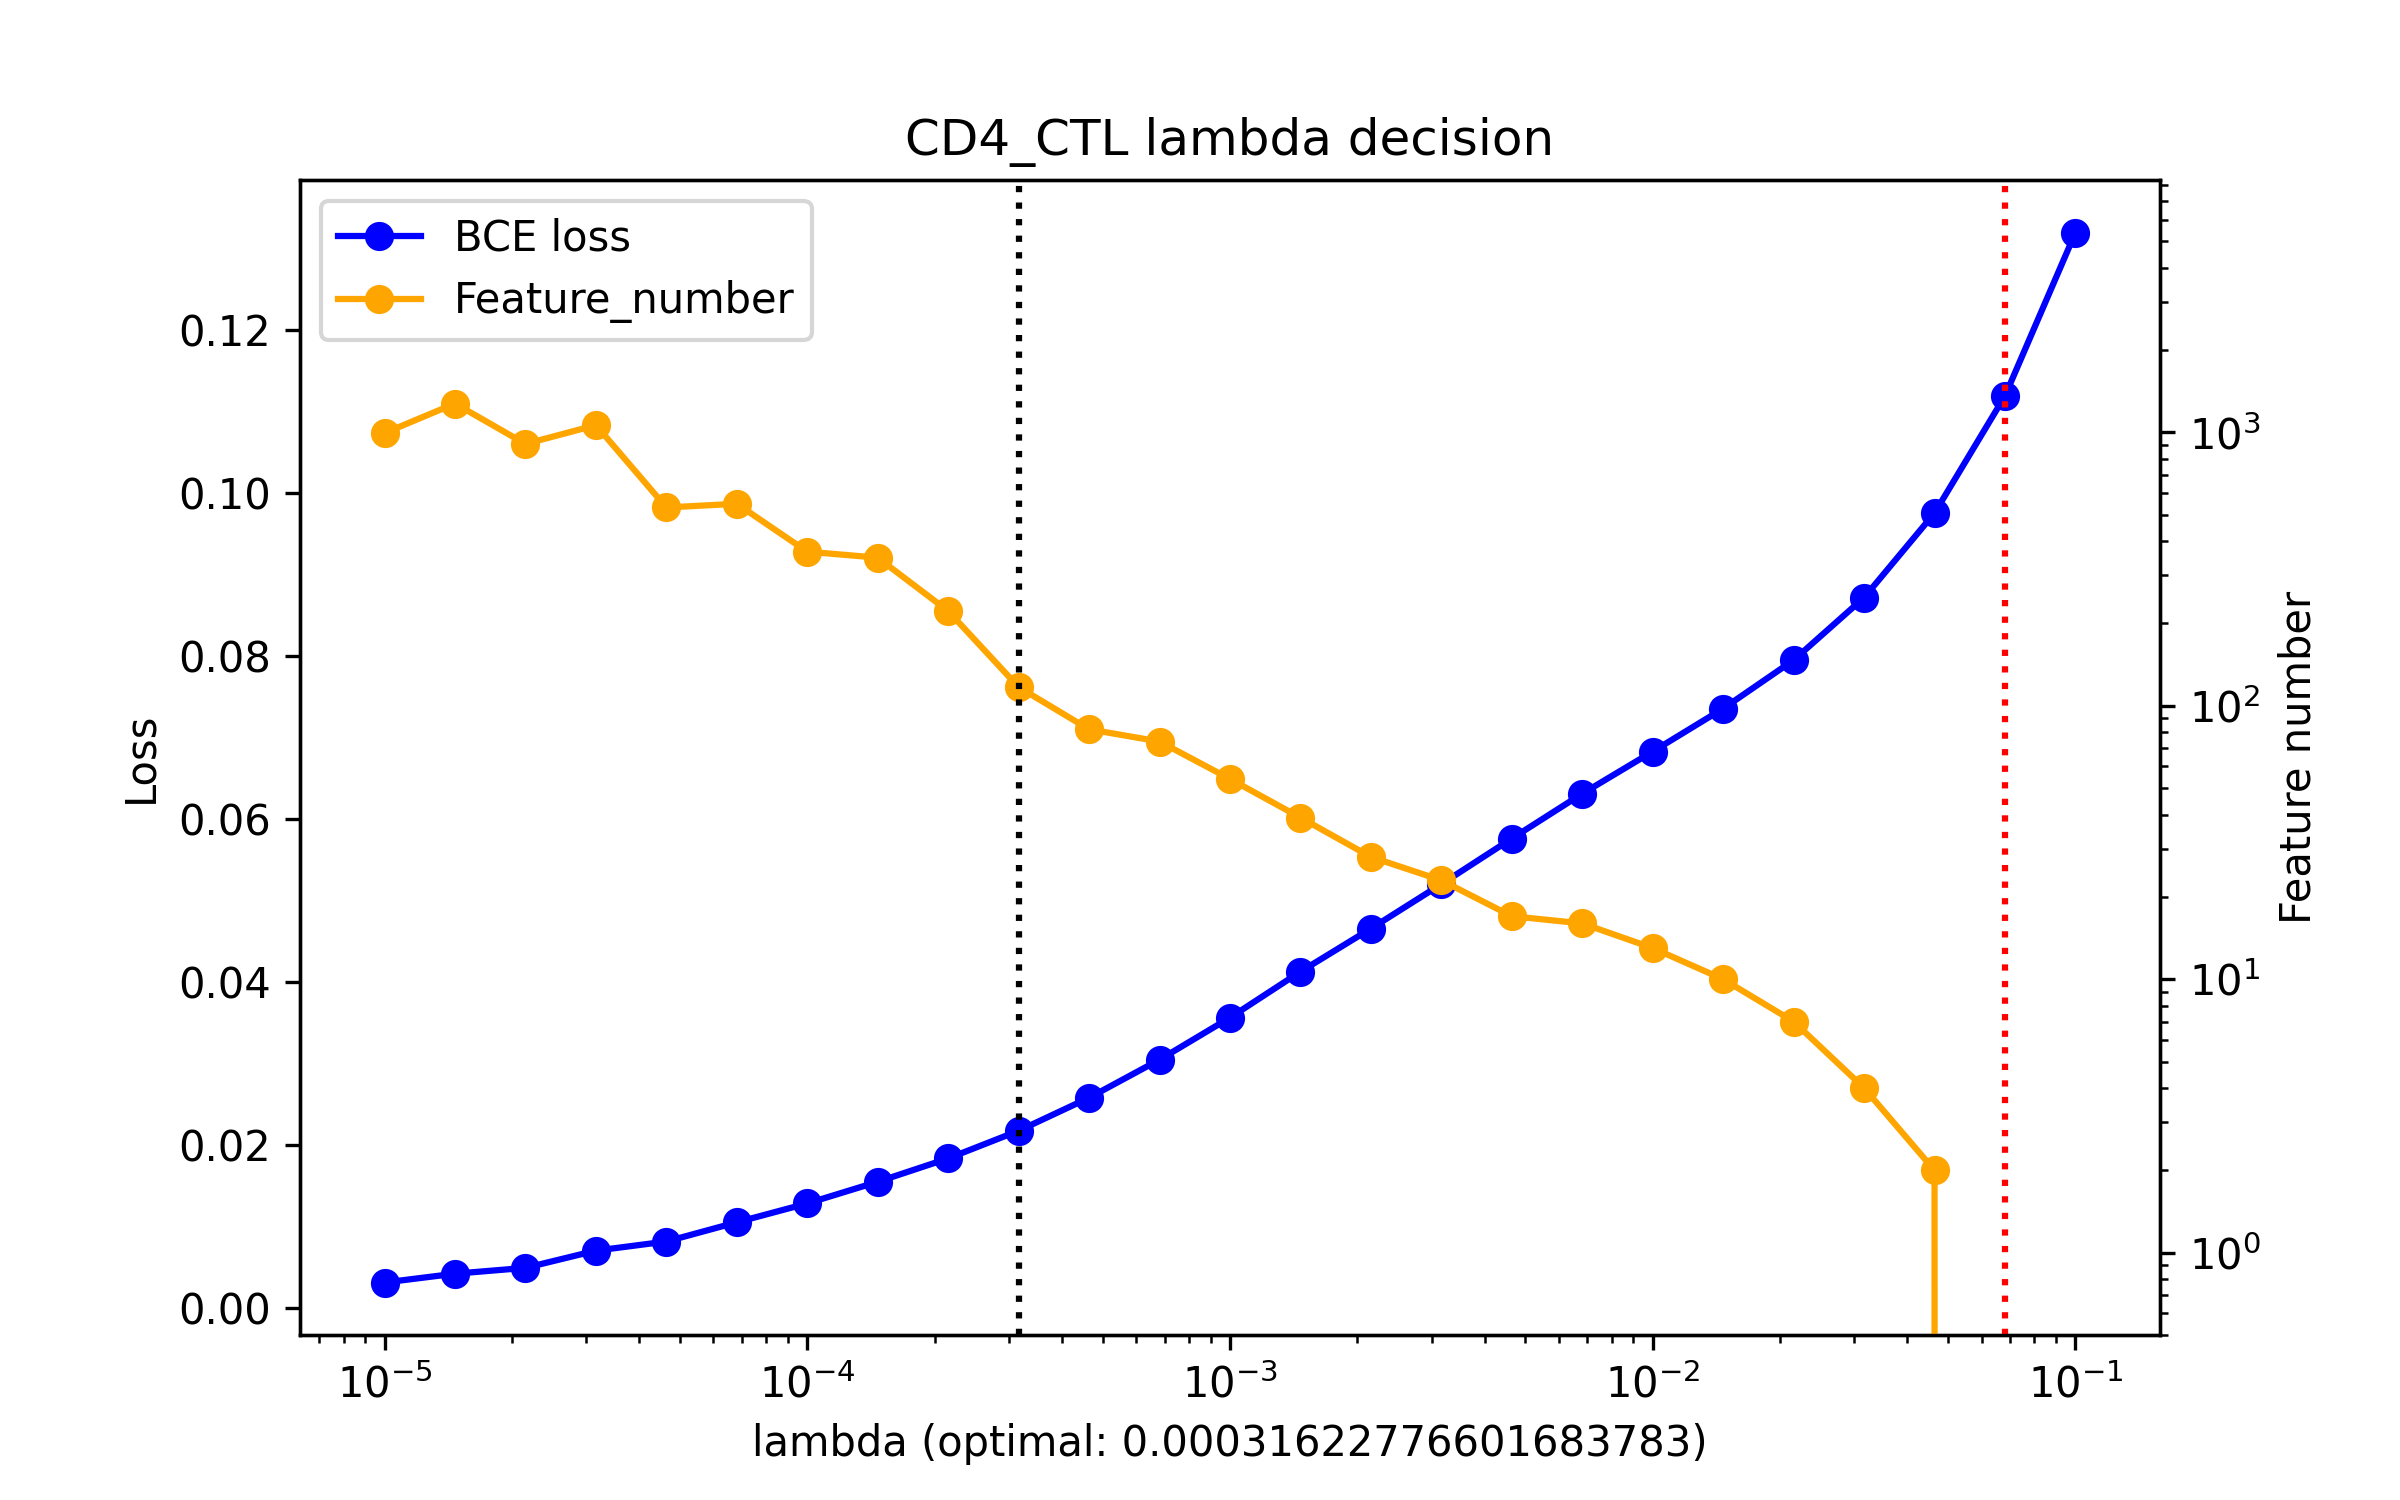 CD4_CTL lambda decision
BCE loss
Feature_number
0.12
0.10
0.08
0.06
0.04
0.02
0.00
Loss
10³
10²
10¹
10⁰
Feature number
10⁻⁵ 10⁻⁴ 10⁻³ 10⁻² 10⁻¹
lambda (optimal: 0.00031622776601683783)